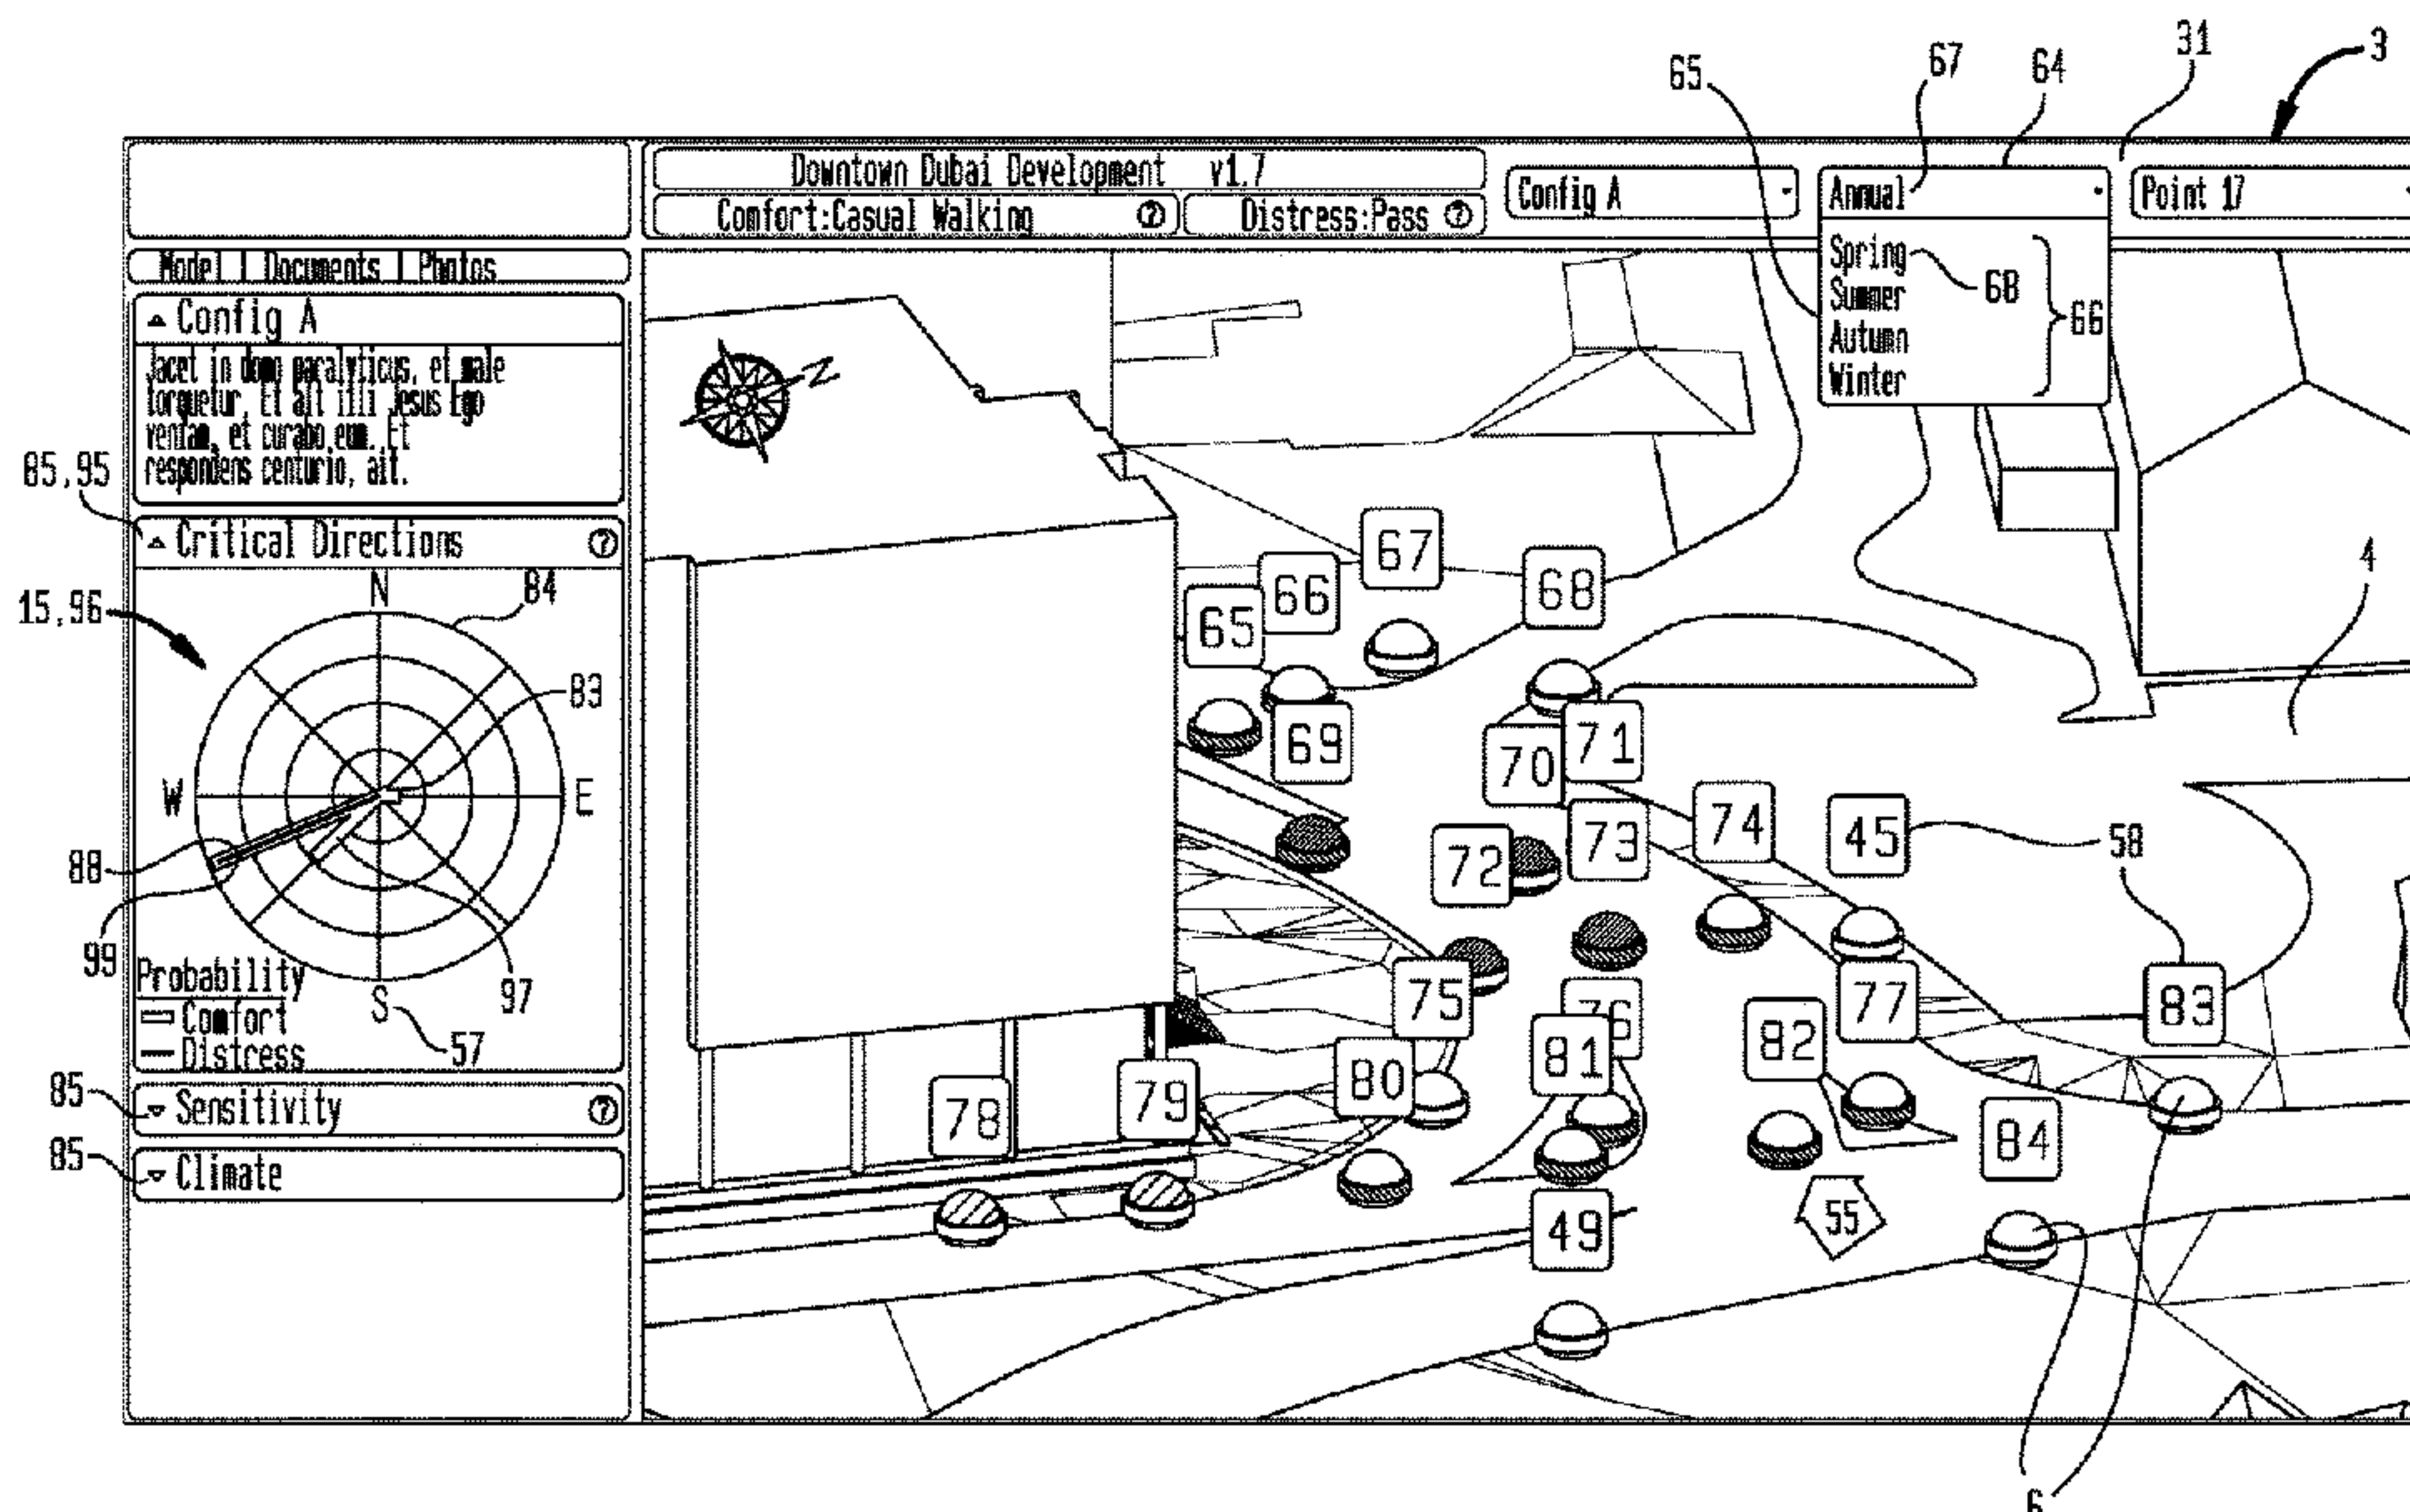 3
31
67
64
65
Downtown Dubai Development v1.7
Comfort:Casual Walking ?
Distress:Pass ?
Config A
Annual
Spring
Summer
Autumn
Winter
68
66
Point 17
Model | Documents | Photos
Config A
Jacet in domo paralyticus, et male
torquetur. Et ait illi Jesus Ego
veniam, et curabo eum. Et
respondens centurio, ait.
85,95
Critical Directions ?
15,96
N
84
83
W
E
88
99
97
S
57
Probability
Comfort
Distress
85
Sensitivity ?
85
Climate
N
4
67
66
68
65
69
70
71
72
73
74
45
58
75
76
77
83
81
82
80
79
78
84
55
49
6